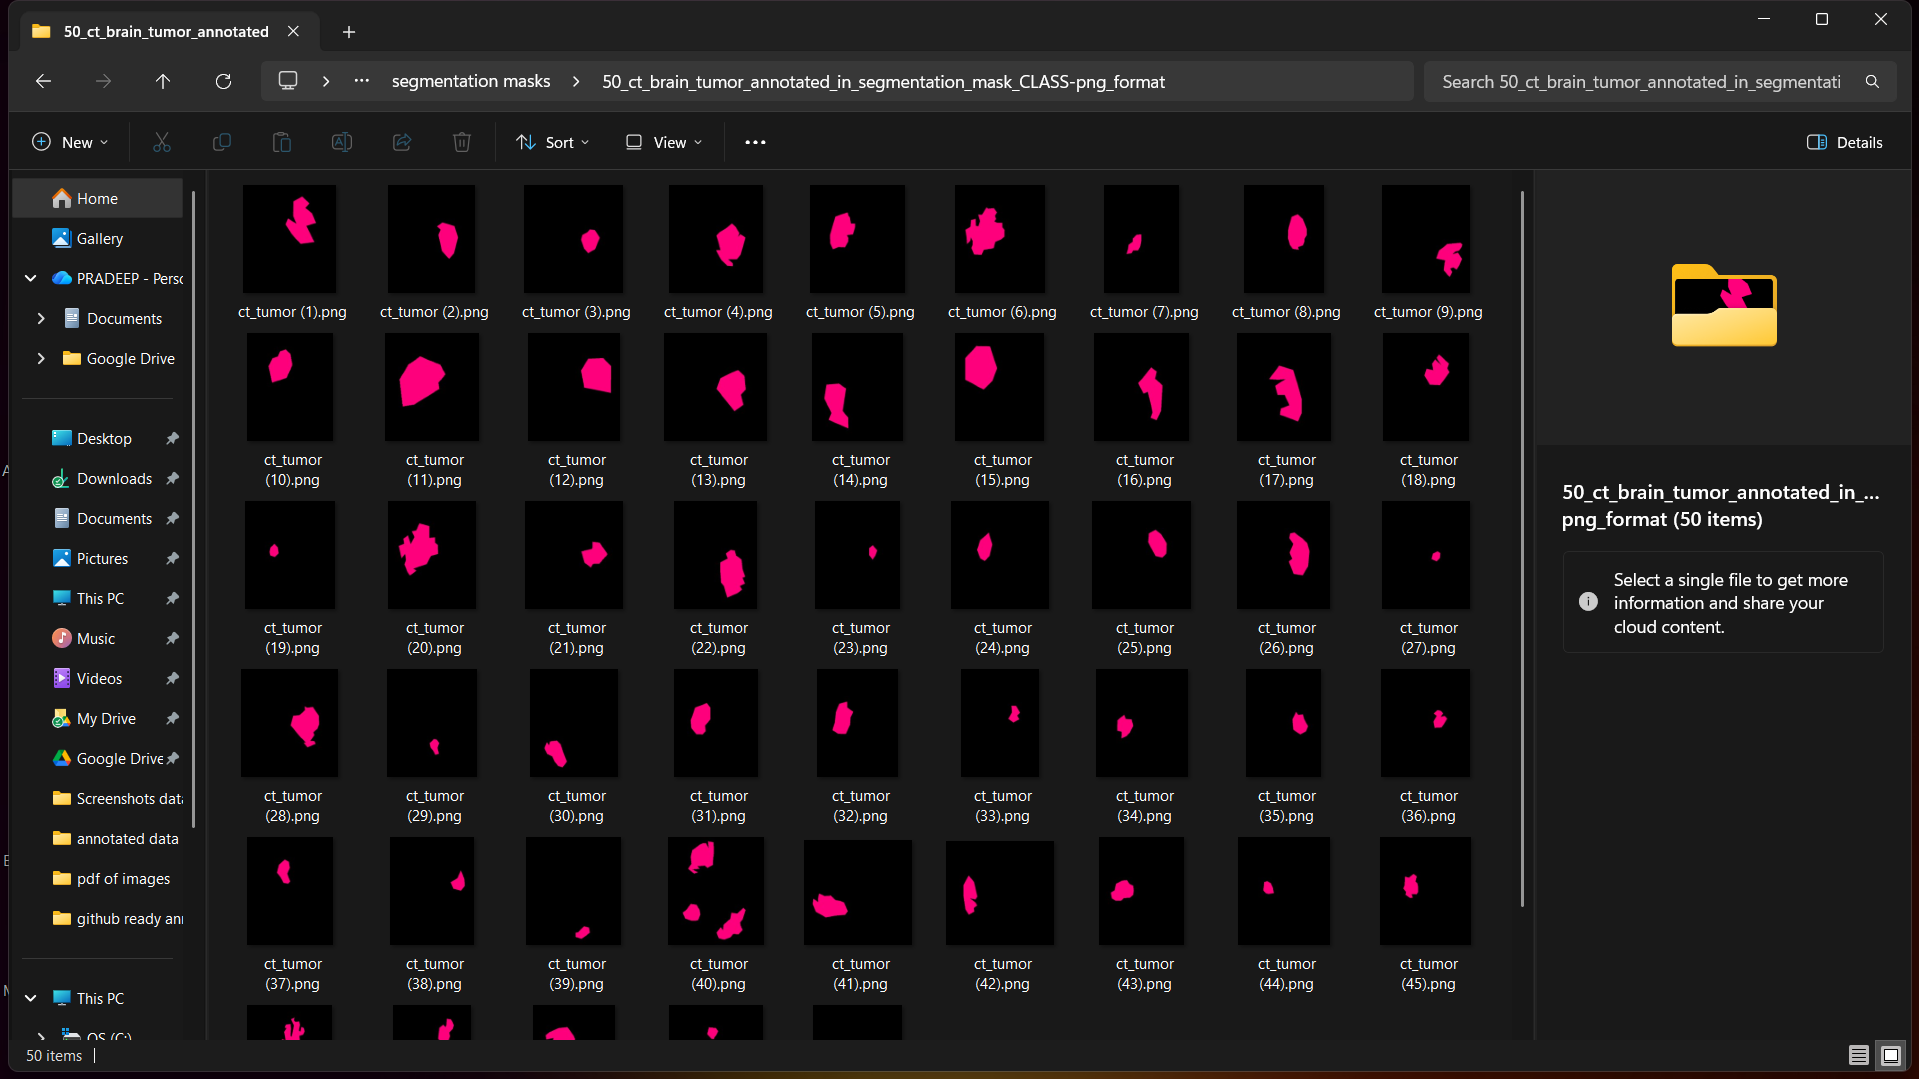 50_ct_brain_tumor_annotated
segmentation masks
50_ct_brain_tumor_annotated_in_segmentation_mask_CLASS-png_format
Search 50_ct_brain_tumor_annotated_in_segmentati
New
Sort
View
Details
Home
Gallery
PRADEEP - Perso
Documents
Google Drive
Desktop
Downloads
Documents
Pictures
This PC
Music
Videos
My Drive
Google Drive
Screenshots data
annotated data
pdf of images
github ready ann
This PC
OS (C:)
ct_tumor (1).png
ct_tumor (2).png
ct_tumor (3).png
ct_tumor (4).png
ct_tumor (5).png
ct_tumor (6).png
ct_tumor (7).png
ct_tumor (8).png
ct_tumor (9).png
ct_tumor
(10).png
ct_tumor
(11).png
ct_tumor
(12).png
ct_tumor
(13).png
ct_tumor
(14).png
ct_tumor
(15).png
ct_tumor
(16).png
ct_tumor
(17).png
ct_tumor
(18).png
ct_tumor
(19).png
ct_tumor
(20).png
ct_tumor
(21).png
ct_tumor
(22).png
ct_tumor
(23).png
ct_tumor
(24).png
ct_tumor
(25).png
ct_tumor
(26).png
ct_tumor
(27).png
ct_tumor
(28).png
ct_tumor
(29).png
ct_tumor
(30).png
ct_tumor
(31).png
ct_tumor
(32).png
ct_tumor
(33).png
ct_tumor
(34).png
ct_tumor
(35).png
ct_tumor
(36).png
ct_tumor
(37).png
ct_tumor
(38).png
ct_tumor
(39).png
ct_tumor
(40).png
ct_tumor
(41).png
ct_tumor
(42).png
ct_tumor
(43).png
ct_tumor
(44).png
ct_tumor
(45).png
50_ct_brain_tumor_annotated_in_...
png_format (50 items)
Select a single file to get more
information and share your
cloud content.
50 items